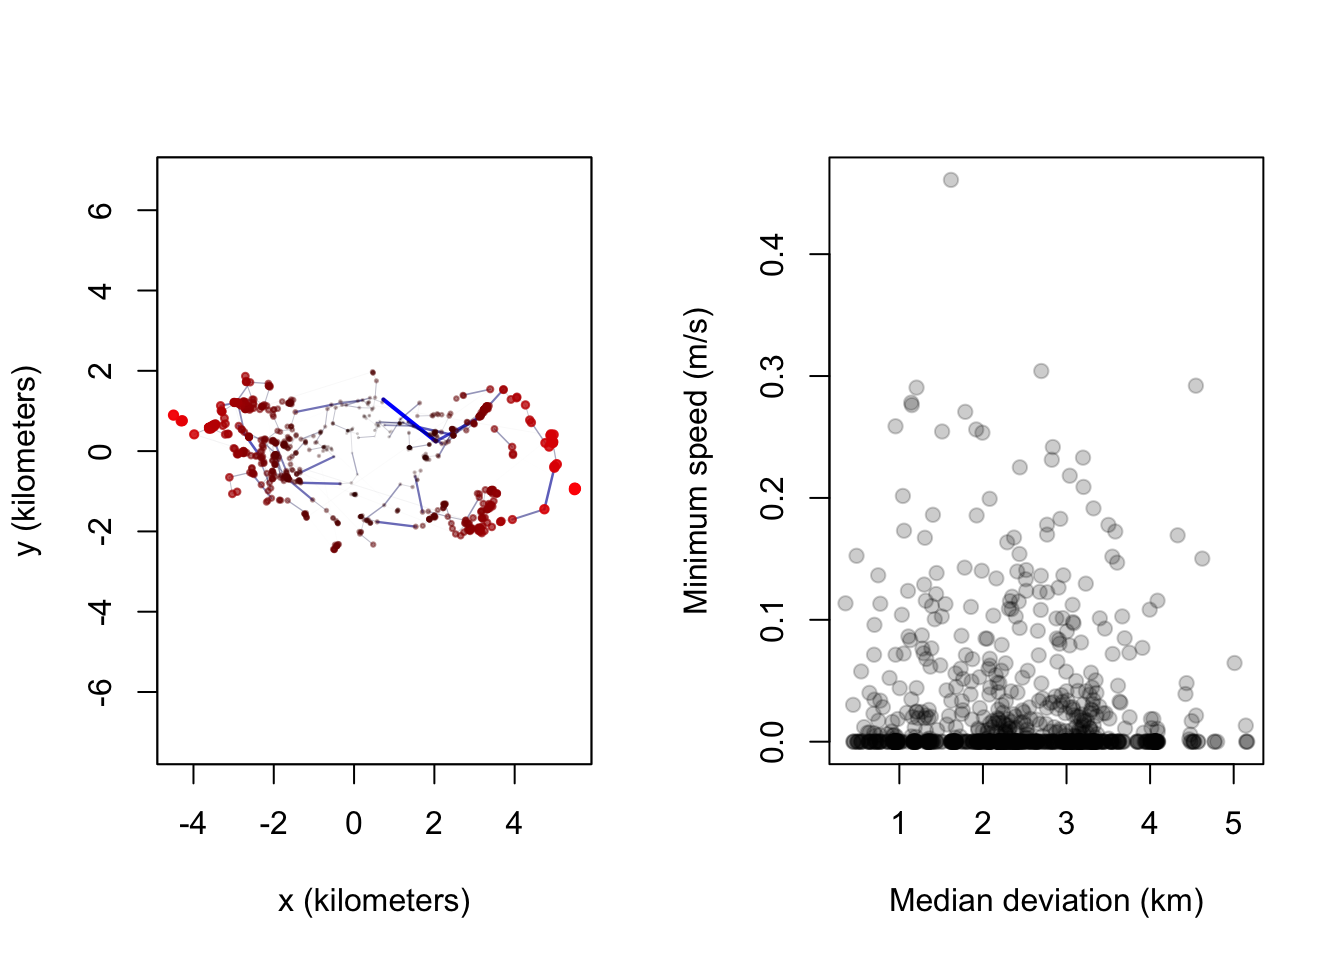 y (kilometers)
6
4
2
0
-2
-4
-6
-4 -2 0 2 4
x (kilometers)
Minimum speed (m/s)
0.4
0.3
0.2
0.1
0.0
1 2 3 4 5
Median deviation (km)